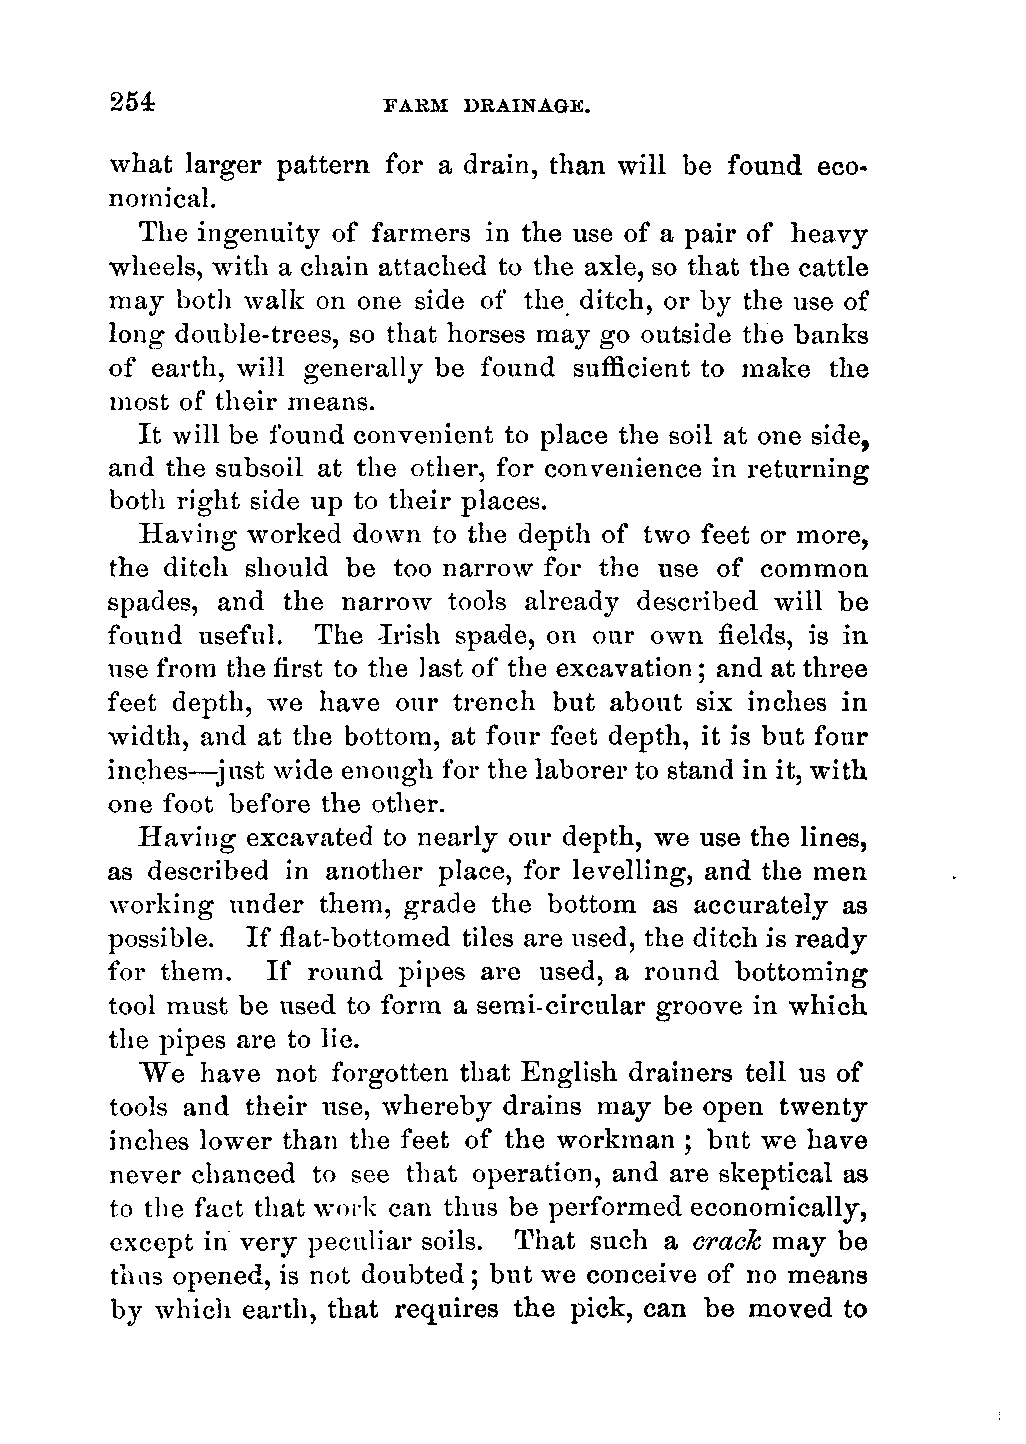 254 FARM DRAINAGE.
what larger pattern for a drain, than will be found eco-
nomical.
The ingenuity of farmers in the use of a pair of heavy
wheels, with a chain attached to the axle, so that the cattle
may both walk on one side of the ditch, or by the use of
long double-trees, so that horses may go outside the banks
of earth, will generally be found sufficient to make the
most of their means.
It will be found convenient to place the soil at one side,
and the subsoil at the other, for convenience in returning
both right side up to their places.
Having worked down to the depth of two feet or more,
the ditch should be too narrow for the use of common
spades, and the narrow tools already described will be
found useful. The Irish spade, on our own fields, is in
use from the first to the last of the excavation; and at three
feet depth, we have our trench but about six inches in
width, and at the bottom, at four feet depth, it is but four
inches—just wide enough for the laborer to stand in it, with
one foot before the other.
Having excavated to nearly our depth, we use the lines,
as described in another place, for levelling, and the men
working under them, grade the bottom as accurately as
possible. If flat-bottomed tiles are used, the ditch is ready
for them. If round pipes are used, a round bottoming
tool must be used to form a semi-circular groove in which
the pipes are to lie.
We have not forgotten that English drainers tell us of
tools and their use, whereby drains may be open twenty
inches lower than the feet of the workman ; but we have
never chanced to see that operation, and are skeptical as
to the fact that work can thus be performed economically,
except in very peculiar soils. That such a crack may be
thus opened, is not doubted; but we conceive of no means
by which earth, that requires the pick, can be moved to